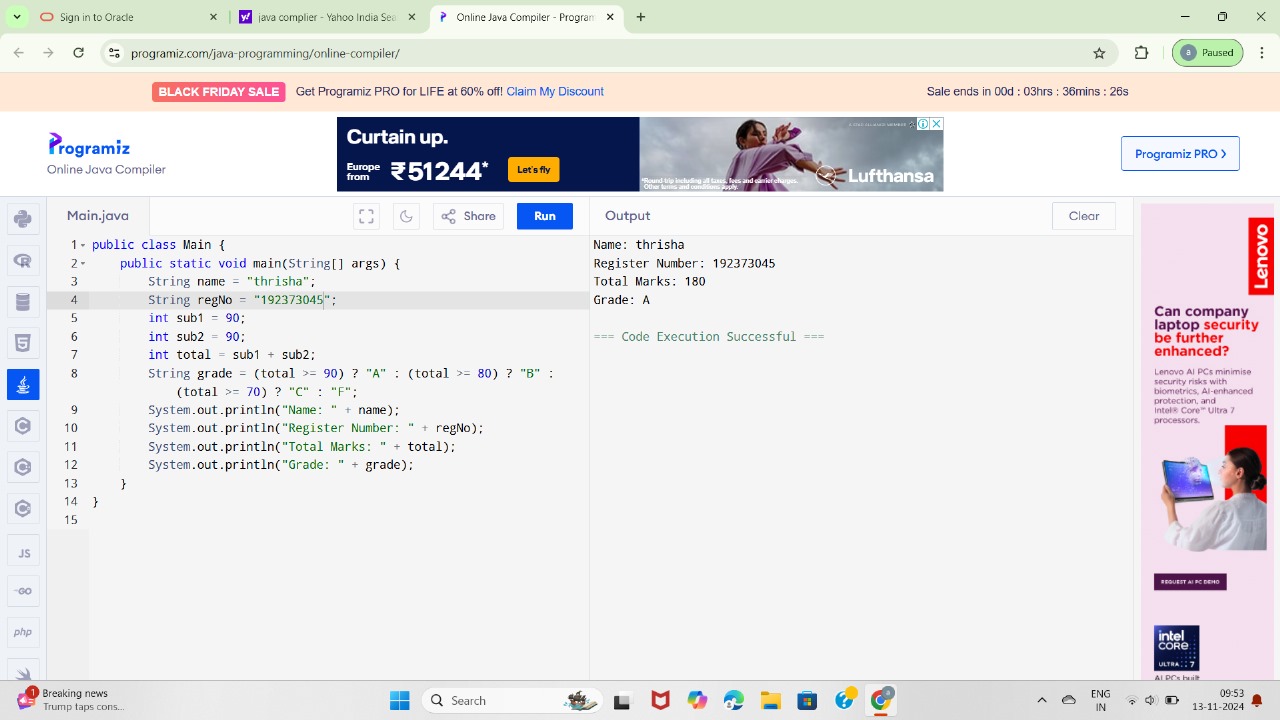 Sign In - Oracle Java
java compiler - Yahoo India Sea
Online Java Compiler - Program
programiz.com/java-programming/online-compiler/
a Paused
BLACK FRIDAY SALE Get Programiz PRO for LIFE at 60% off! Claim My Discount Sale ends in 00d : 03hrs : 36mins : 26s
Programiz
Online Java Compiler
Curtain up.
Europe
from ₹51244* Let's fly
*Round-trip including all taxes, fees and carrier charges.
Other terms and conditions apply.
Lufthansa
Programiz PRO
Main.java Share Run Output Clear
1 public class Main {
2 public static void main(String[] args) {
3 String name = "thrisha";
4 String regNo = "192373045";
5 int sub1 = 90;
6 int sub2 = 90;
7 int total = sub1 + sub2;
8 String grade = (total >= 90) ? "A" : (total >= 80) ? "B" :
(total >= 70) ? "C" : "F";
9 System.out.println("Name: " + name);
10 System.out.println("Register Number: " + regNo);
11 System.out.println("Total Marks: " + total);
12 System.out.println("Grade: " + grade);
13 }
14 }
15
Name: thrisha
Register Number: 192373045
Total Marks: 180
Grade: A
=== Code Execution Successful ===
JS
GO
php
Lenovo
Can company
laptop security
be further
enhanced?
Lenovo AI PCs minimise
security risks with
biometrics, AI-enhanced
protection, and
Intel® Core™ Ultra 7
processors.
REQUEST AI PC DEMO
intel
CORE
ULTRA 7
AI PCs built
1 Breaking news
Trump taps cons...
Search
ENG
IN
09:53
13-11-2024